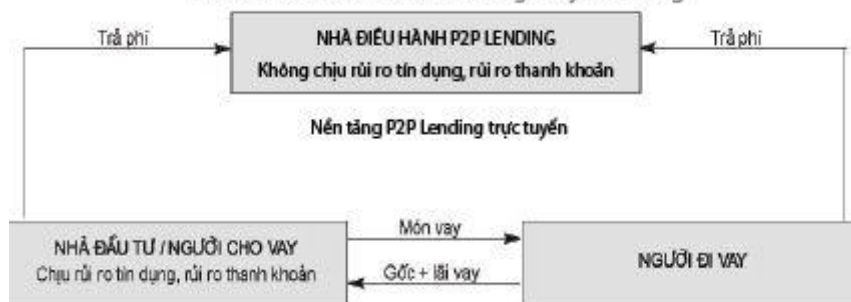 Trả phí
NHÀ ĐIỀU HÀNH P2P LENDING
Không chịu rủi ro tín dụng, rủi ro thanh khoản
Trả phí
Nền tăng P2P Lending trực tuyến
NHẢ ĐẦU TƯ / NGƯỜI CHO VAY
Chịu rủi ro tín dụng, rủi ro thanh khoản
Món vay
Gốc + lãi vay
NGƯỜI ĐI VAY